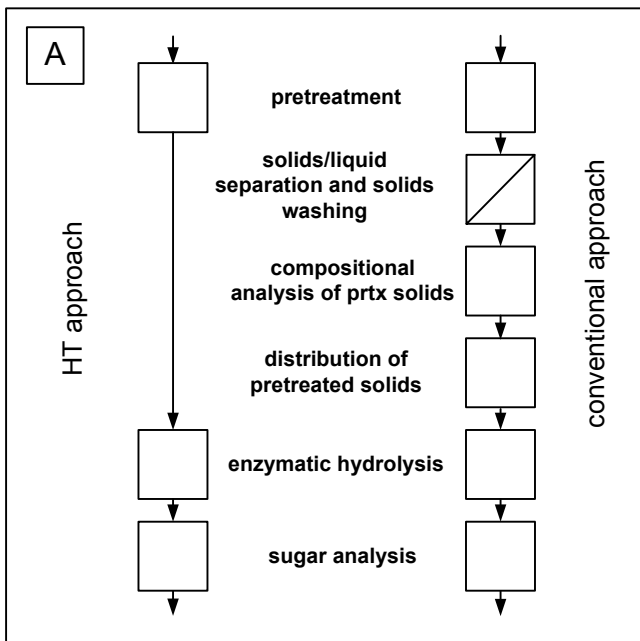 A
pretreatment
solids/liquid
separation and solids
washing
compositional
analysis of prtx solids
distribution of
pretreated solids
enzymatic hydrolysis
sugar analysis
HT approach
conventional approach